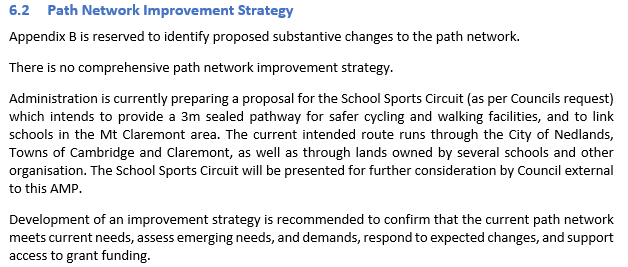 6.2 Path Network Improvement Strategy
Appendix B is reserved to identify proposed substantive changes to the path network.
There is no comprehensive path network improvement strategy.
Administration is currently preparing a proposal for the School Sports Circuit (as per Councils request)
which intends to provide a 3m sealed pathway for safer cycling and walking facilities, and to link
schools in the Mt Claremont area. The current intended route runs through the City of Nedlands,
Towns of Cambridge and Claremont, as well as through lands owned by several schools and other
organisation. The School Sports Circuit will be presented for further consideration by Council external
to this AMP.
Development of an improvement strategy is recommended to confirm that the current path network
meets current needs, assess emerging needs, and demands, respond to expected changes, and support
access to grant funding.